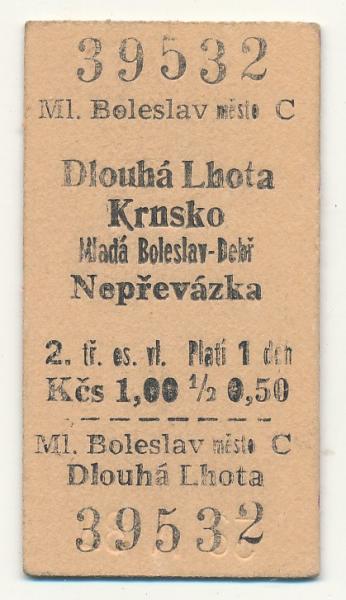 39532
Ml. Boleslav město C
Dlouhá Lhota
Krnsko
Mladá Boleslav-Debř
Nepřevázka
2. tř. os. vl. Platí 1 den
Kčs 1,00 ½ 0,50
Ml. Boleslav město C
Dlouhá Lhota
39532